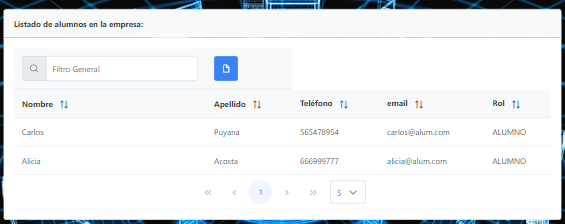 Listado de alumnos en la empresa:
Filtro General
Nombre Apellido Teléfono email Rol
Carlos Puyana 565478954 carlos@alum.com ALUMNO
Alicia Acosta 666999777 alicia@alum.com ALUMNO
« ‹ 1 › » 5